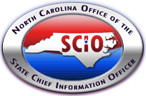 NORTH CAROLINA OFFICE OF THE
SCiO
STATE CHIEF INFORMATION OFFICER